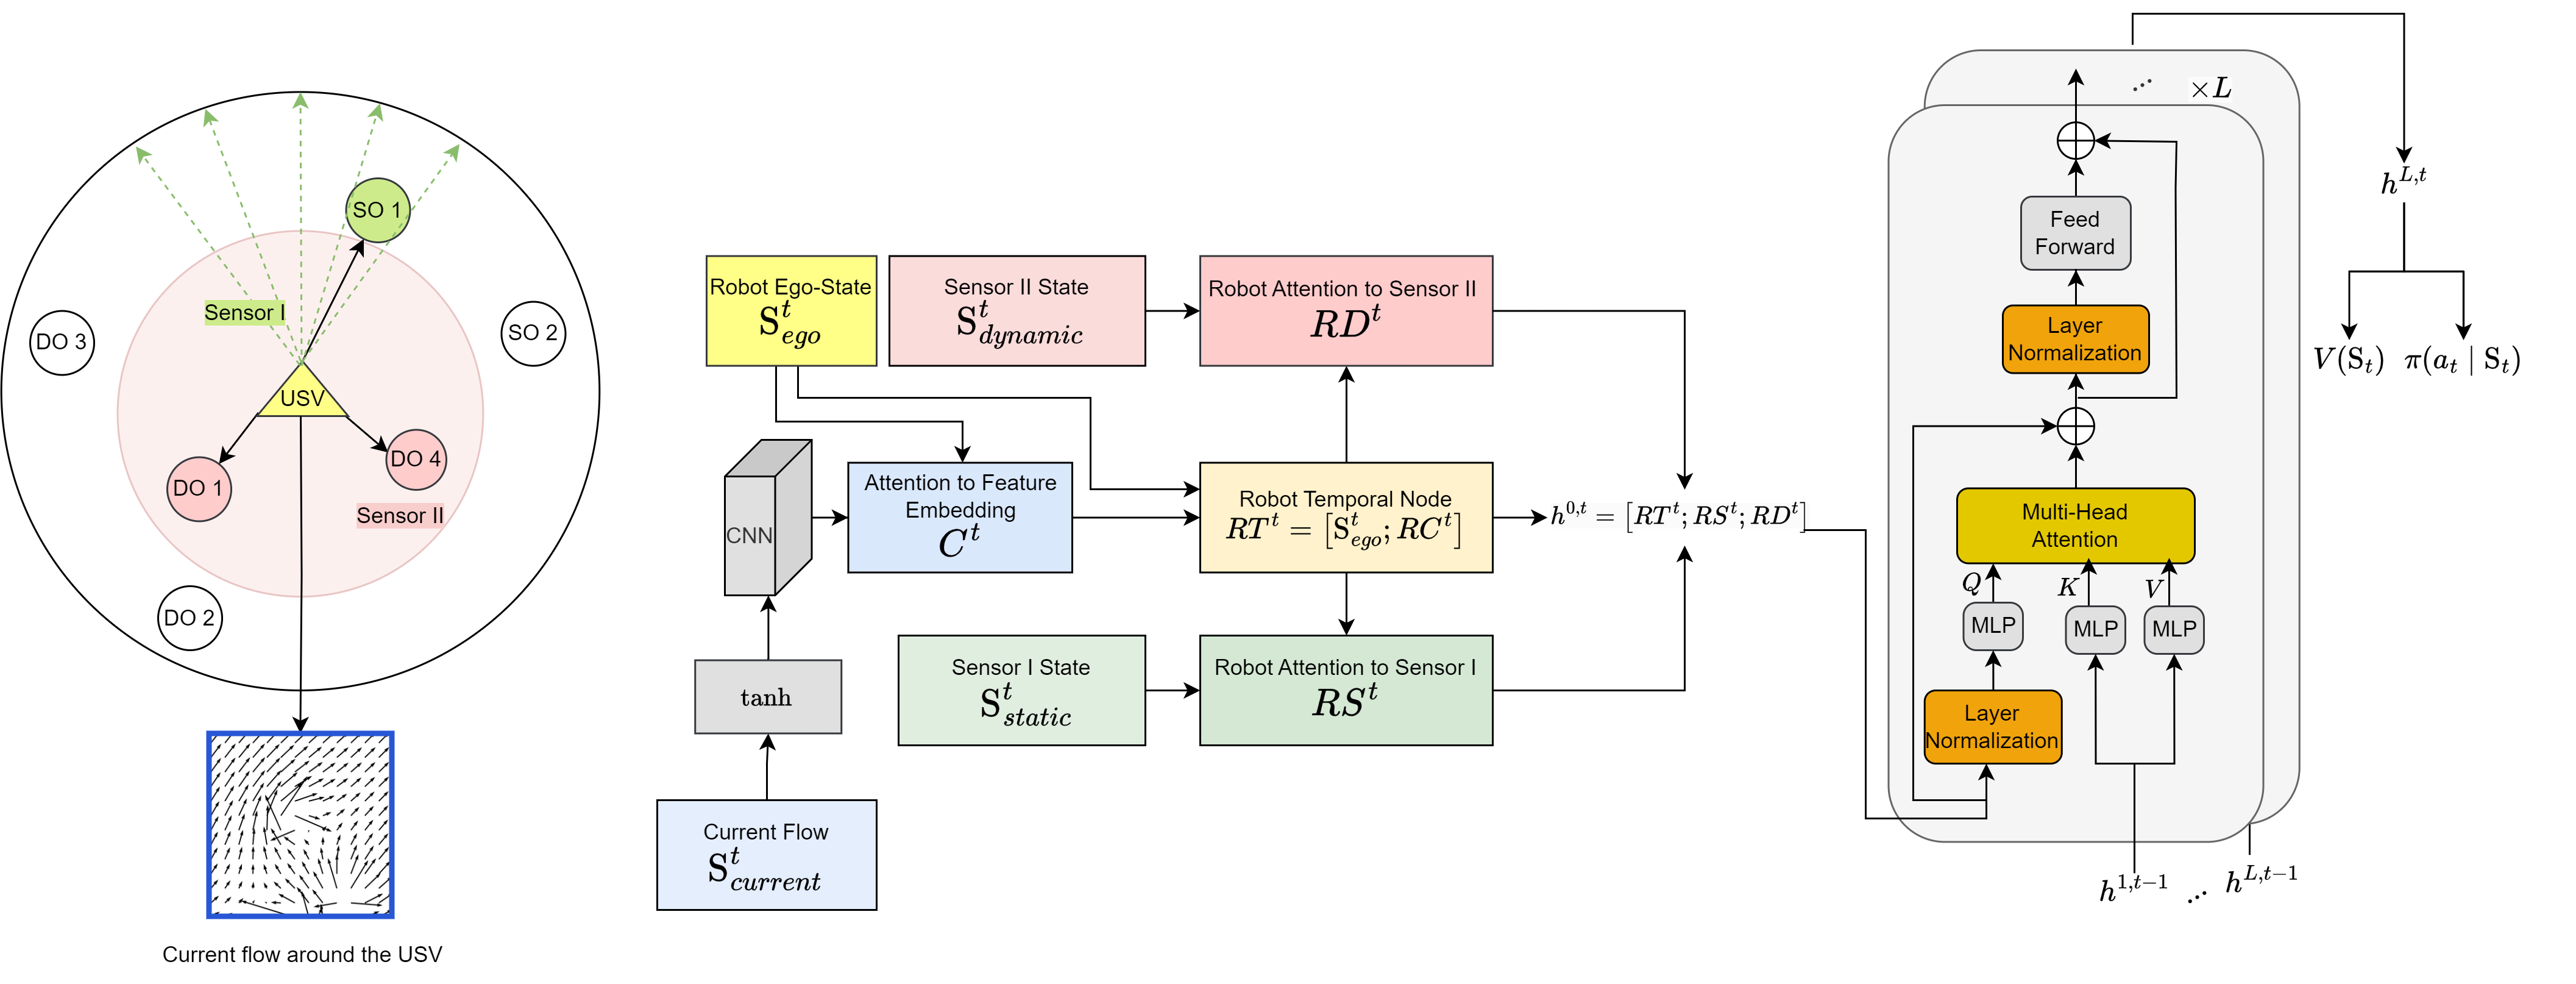 SO 1
Sensor I
DO 3
SO 2
USV
DO 4
DO 1
Sensor II
DO 2
Current flow around the USV
Robot Ego-State
S^t_{ego}
Sensor II State
S^t_{dynamic}
Robot Attention to Sensor II
RD^t
CNN
Attention to Feature
Embedding
C^t
Robot Temporal Node
RT^t = [S^t_{ego}; RC^t]
h^{0,t} = [RT^t; RS^t; RD^t]
tanh
Sensor I State
S^t_{static}
Robot Attention to Sensor I
RS^t
Current Flow
S^t_{current}
... ×L
Feed
Forward
Layer
Normalization
Multi-Head
Attention
Q K V
MLP MLP MLP
Layer
Normalization
h^{1,t−1} ... h^{L,t−1}
h^{L,t}
V(S_t) π(a_t | S_t)